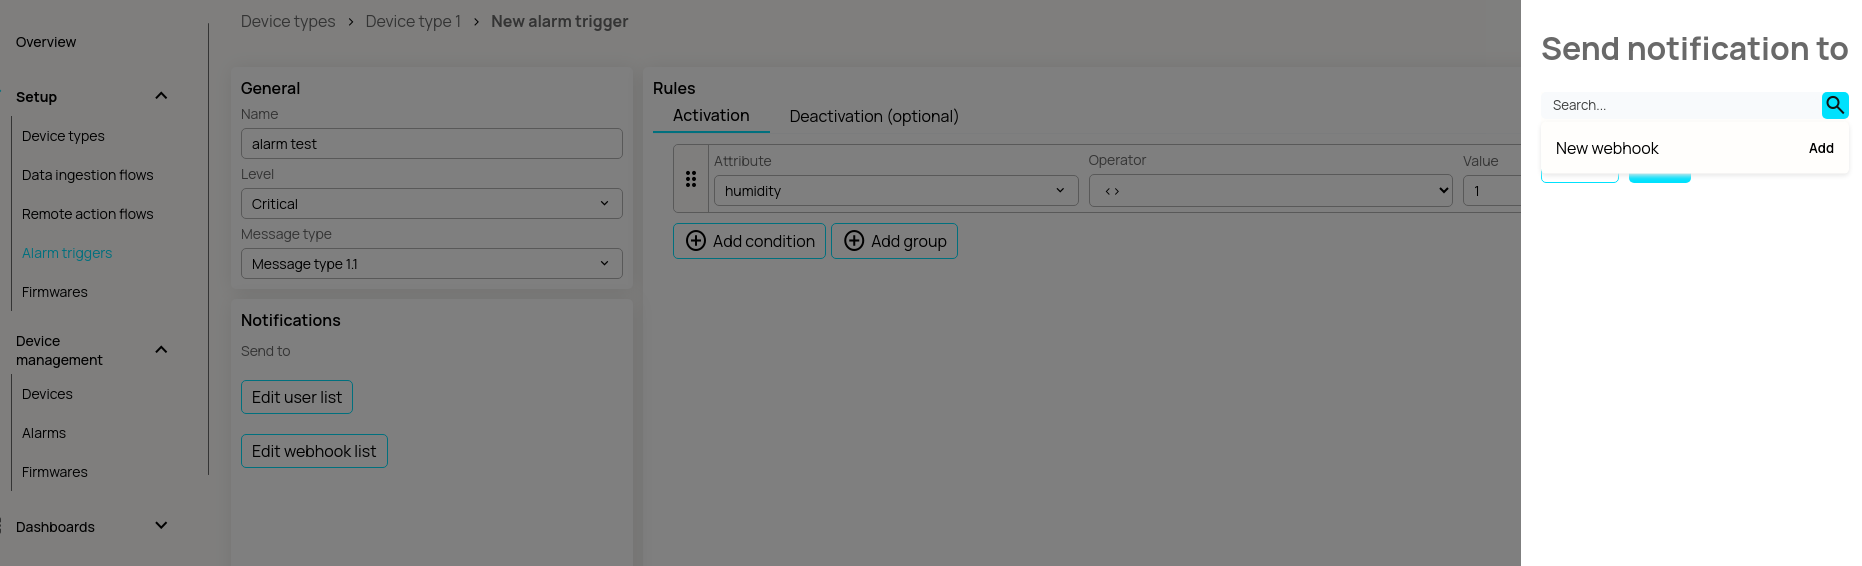 Overview
Setup
Device types
Data ingestion flows
Remote action flows
Alarm triggers
Firmwares
Device
management
Devices
Alarms
Firmwares
Dashboards
Device types > Device type 1 > New alarm trigger
General
Name
alarm test
Level
Critical
Message type
Message type 1.1
Notifications
Send to
Edit user list
Edit webhook list
Rules
Activation Deactivation (optional)
Attribute Operator Value
humidity <> 1
Add condition Add group
Send notification to
Search...
New webhook Add